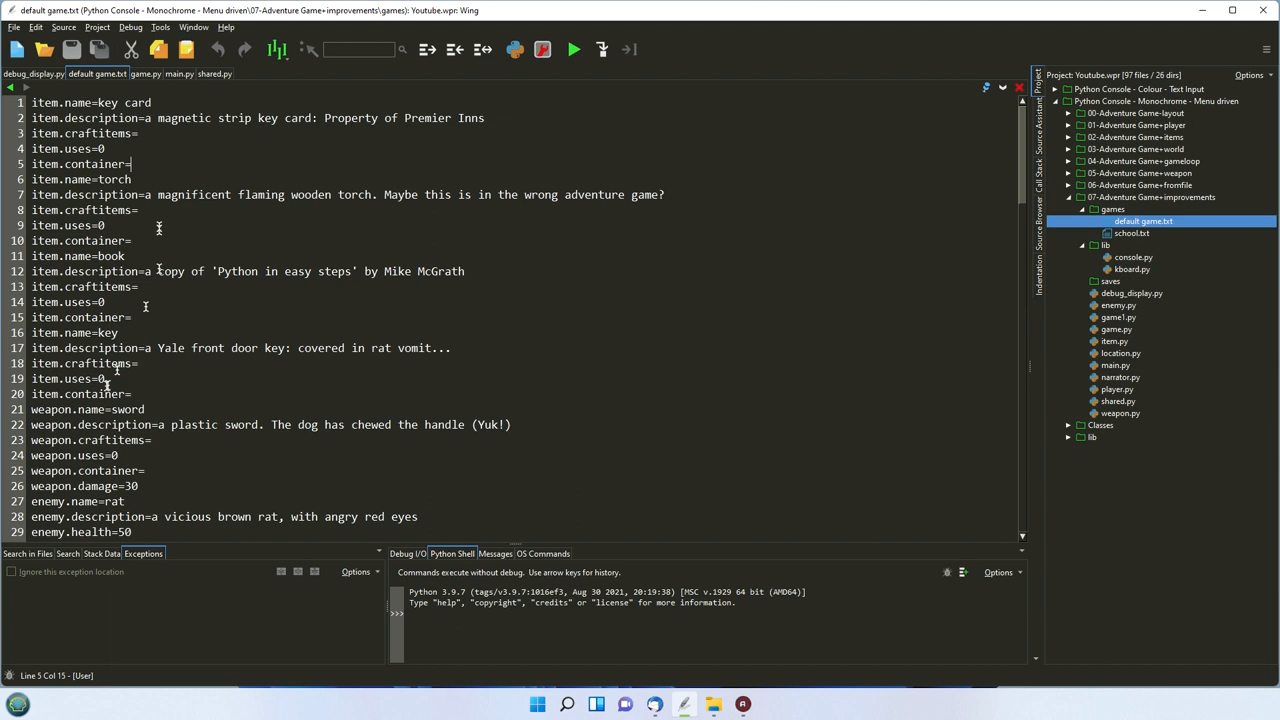 default game.txt (Python Console - Monochrome - Menu driven\07-Adventure Game+improvements\games): Youtube.wpr: Wing
File Edit Source Project Debug Tools Window Help
debug_display.py default game.txt game.py main.py shared.py
1 item.name=key card
2 item.description=a magnetic strip key card: Property of Premier Inns
3 item.craftitems=
4 item.uses=0
5 item.container=
6 item.name=torch
7 item.description=a magnificent flaming wooden torch. Maybe this is in the wrong adventure game?
8 item.craftitems=
9 item.uses=0
10 item.container=
11 item.name=book
12 item.description=a copy of 'Python in easy steps' by Mike McGrath
13 item.craftitems=
14 item.uses=0
15 item.container=
16 item.name=key
17 item.description=a Yale front door key: covered in rat vomit...
18 item.craftitems=
19 item.uses=0
20 item.container=
21 weapon.name=sword
22 weapon.description=a plastic sword. The dog has chewed the handle (Yuk!)
23 weapon.craftitems=
24 weapon.uses=0
25 weapon.container=
26 weapon.damage=30
27 enemy.name=rat
28 enemy.description=a vicious brown rat, with angry red eyes
29 enemy.health=50
Project
Source Assistant
Call Stack
Source Browser
Indentation
Project: Youtube.wpr [97 files / 26 dirs] Options
Python Console - Colour - Text Input
Python Console - Monochrome - Menu driven
00-Adventure Game-layout
01-Adventure Game+player
02-Adventure Game+items
03-Adventure Game+world
04-Adventure Game+gameloop
05-Adventure Game+weapon
06-Adventure Game+fromfile
07-Adventure Game+improvements
games
default game.txt
school.txt
lib
console.py
kboard.py
saves
debug_display.py
enemy.py
game1.py
game.py
item.py
location.py
main.py
narrator.py
player.py
shared.py
weapon.py
Classes
lib
Search in Files Search Stack Data Exceptions
Ignore this exception location Options
Debug I/O Python Shell Messages OS Commands
Commands execute without debug. Use arrow keys for history. Options
Python 3.9.7 (tags/v3.9.7:1016ef3, Aug 30 2021, 20:19:38) [MSC v.1929 64 bit (AMD64)]
Type "help", "copyright", "credits" or "license" for more information.
>>>
Line 5 Col 15 - [User]